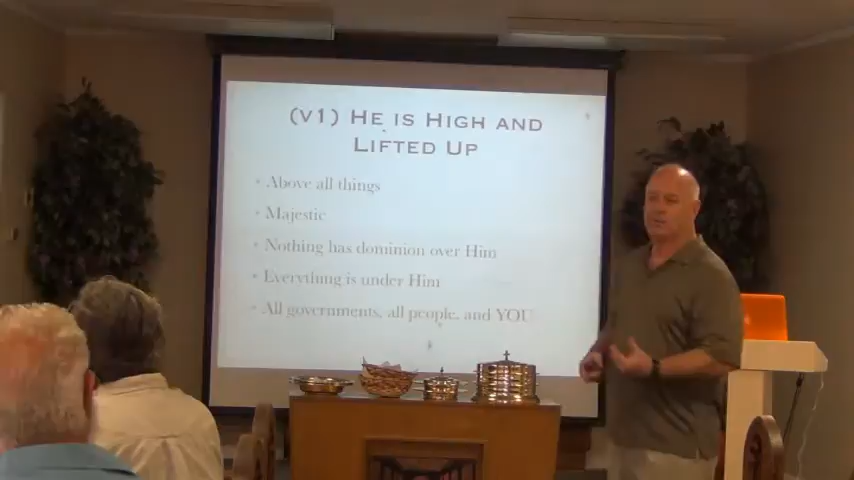 (v1) He is High and
Lifted Up
• Above all things
• Majestic
• Nothing has dominion over Him
• Everything is under Him
• All governments, all people, and YOU